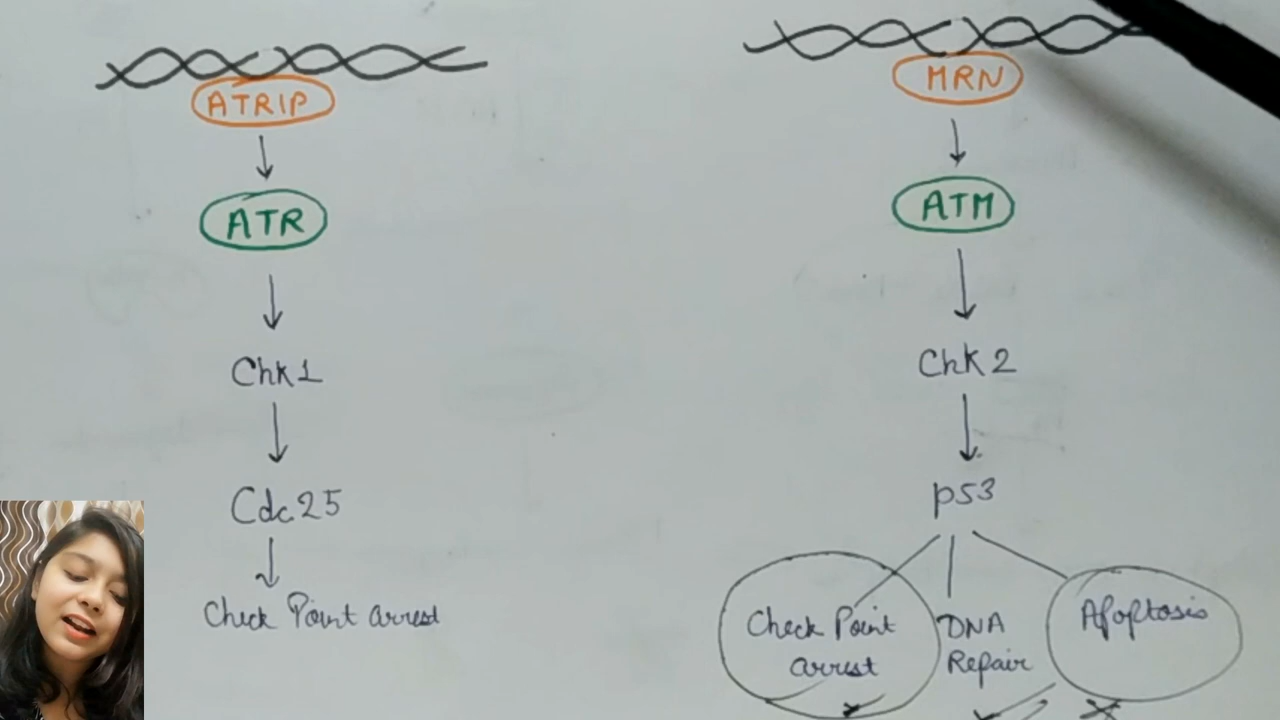 ATRIP
ATR
Chk1
Cdc25
Check Point arrest
MRN
ATM
Chk2
p53
Check Point
arrest
DNA
Repair
Apoptosis